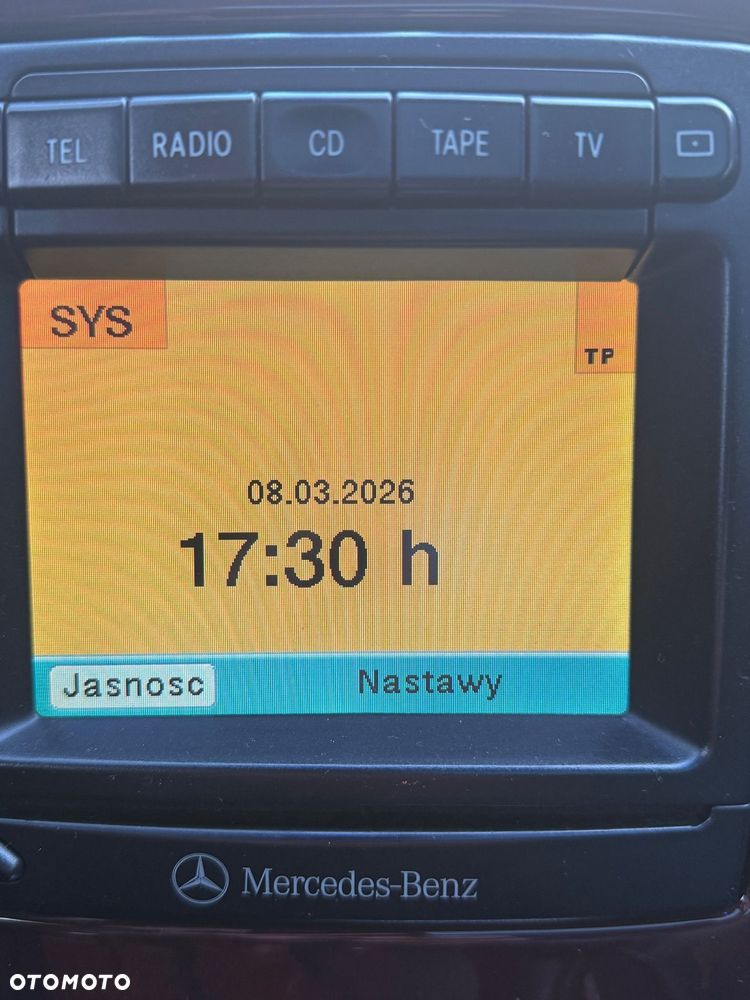 TEL RADIO CD TAPE TV
SYS
TP
08.03.2026
17:30 h
Jasnosc Nastawy
Mercedes-Benz
OTOMOTO